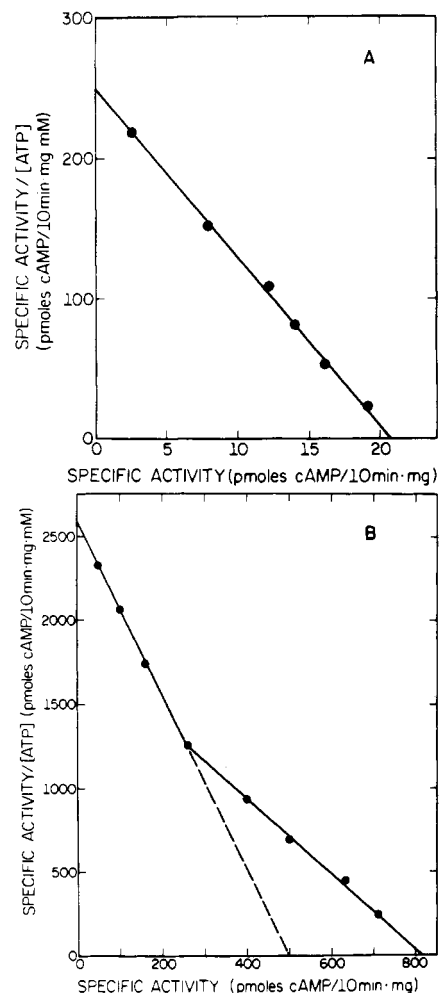 A
300
200
100
0
SPECIFIC ACTIVITY/[ATP]
(pmoles cAMP/10min·mg·mM)
0 5 10 15 20
SPECIFIC ACTIVITY (pmoles cAMP/10min·mg)
B
2500
2000
1500
1000
500
0
SPECIFIC ACTIVITY/[ATP] (pmoles cAMP/10min·mg·mM)
0 200 400 600 800
SPECIFIC ACTIVITY (pmoles cAMP/10min·mg)